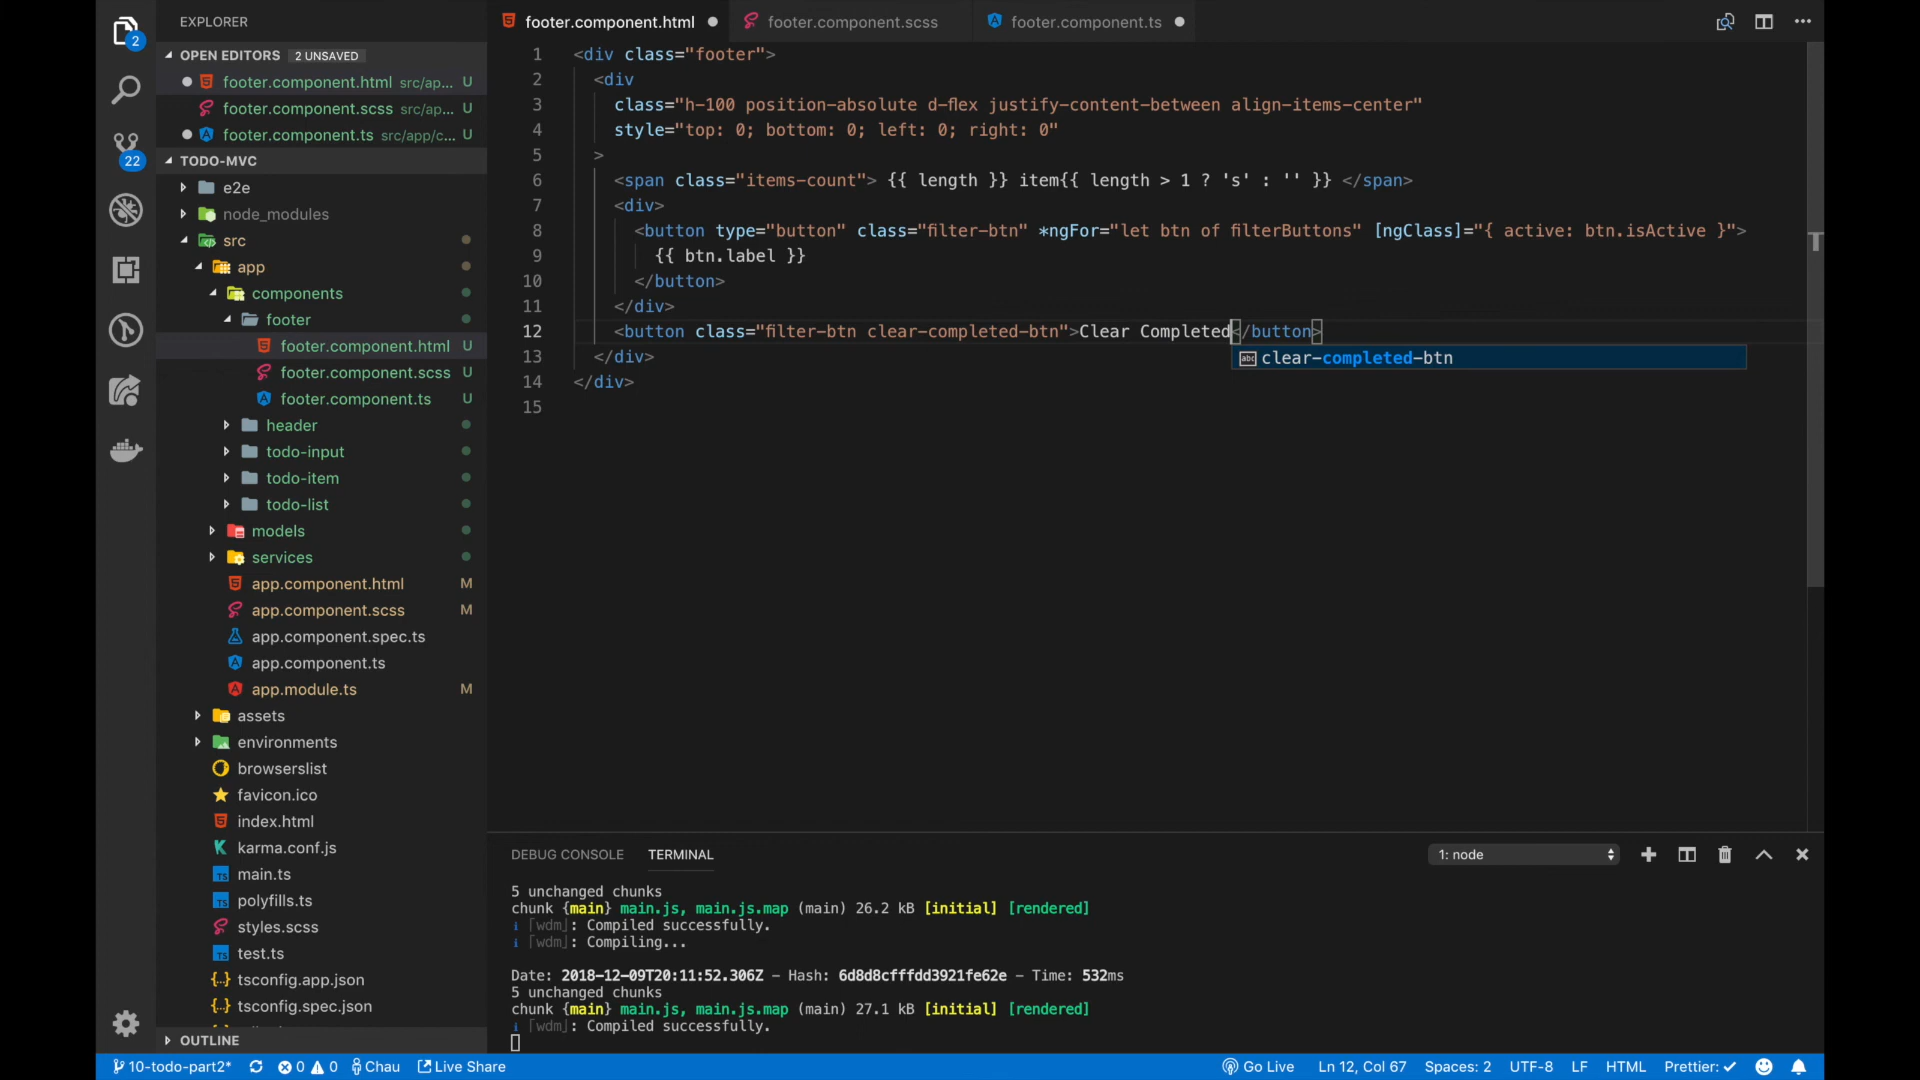 EXPLORER
OPEN EDITORS 2 UNSAVED
footer.component.html src/ap... U
footer.component.scss src/ap... U
footer.component.ts src/app/c... U
TODO-MVC
e2e
node_modules
src
app
components
footer
footer.component.html U
footer.component.scss U
footer.component.ts U
header
todo-input
todo-item
todo-list
models
services
app.component.html M
app.component.scss M
app.component.spec.ts
app.component.ts
app.module.ts M
assets
environments
browserslist
favicon.ico
index.html
karma.conf.js
main.ts
polyfills.ts
styles.scss
test.ts
tsconfig.app.json
tsconfig.spec.json
OUTLINE
2
22
footer.component.html footer.component.scss footer.component.ts
1 <div class="footer">
2 <div
3 class="h-100 position-absolute d-flex justify-content-between align-items-center"
4 style="top: 0; bottom: 0; left: 0; right: 0"
5 >
6 <span class="items-count"> {{ length }} item{{ length > 1 ? 's' : '' }} </span>
7 <div>
8 <button type="button" class="filter-btn" *ngFor="let btn of filterButtons" [ngClass]="{ active: btn.isActive }">
9 {{ btn.label }}
10 </button>
11 </div>
12 <button class="filter-btn clear-completed-btn">Clear Completed</button>
abc clear-completed-btn
13 </div>
14 </div>
15
DEBUG CONSOLE TERMINAL 1: node
5 unchanged chunks
chunk {main} main.js, main.js.map (main) 26.2 kB [initial] [rendered]
i ｢wdm｣: Compiled successfully.
i ｢wdm｣: Compiling...
Date: 2018-12-09T20:11:52.306Z - Hash: 6d8d8cfffdd3921fe62e - Time: 532ms
5 unchanged chunks
chunk {main} main.js, main.js.map (main) 27.1 kB [initial] [rendered]
i ｢wdm｣: Compiled successfully.
10-todo-part2* 0 0 Chau Live Share Go Live Ln 12, Col 67 Spaces: 2 UTF-8 LF HTML Prettier: ✓